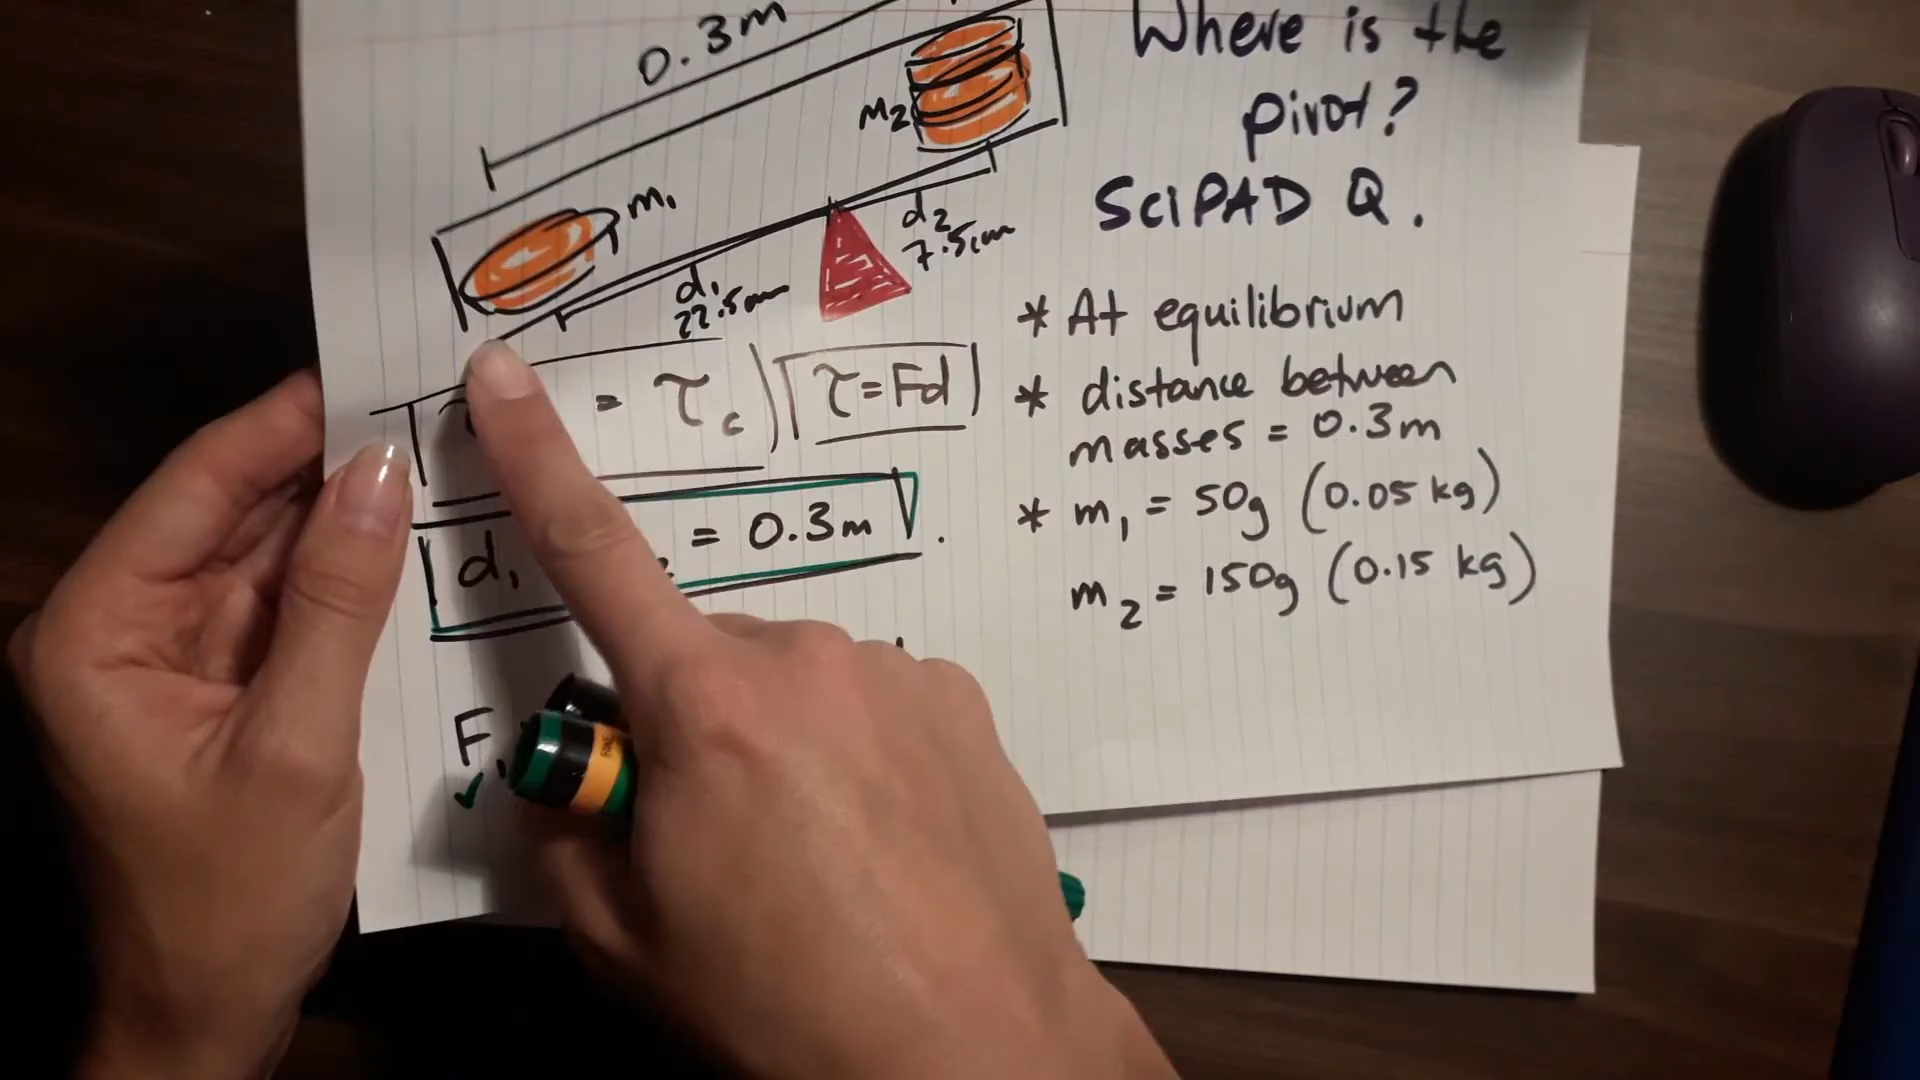 0.3m
Where is the
pivot?
SciPAD Q.
m2
m1
d2
7.5cm
d1
22.5cm
= τc
τ=Fd
d1 = 0.3m
* At equilibrium
* distance between
masses = 0.3m
* m1 = 50g (0.05 kg)
m2 = 150g (0.15 kg)
F1